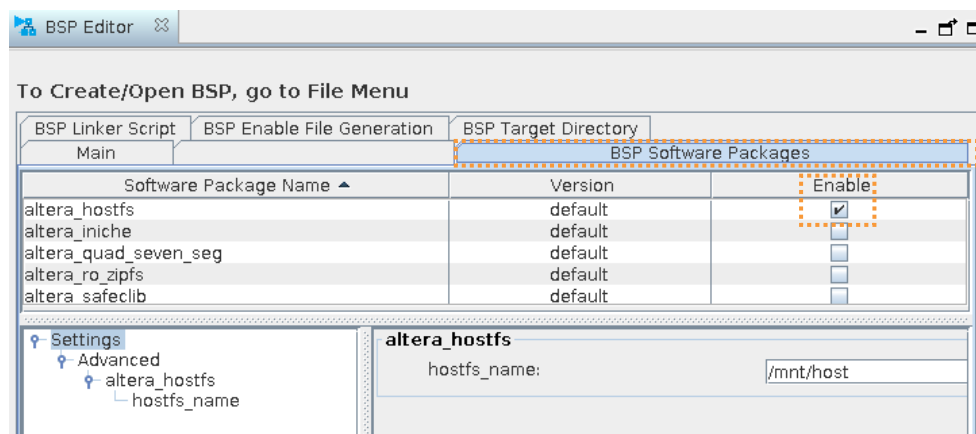 BSP Editor
To Create/Open BSP, go to File Menu
BSP Linker Script BSP Enable File Generation BSP Target Directory
Main BSP Software Packages
Software Package Name Version Enable
altera_hostfs default
altera_iniche default
altera_quad_seven_seg default
altera_ro_zipfs default
altera_safeclib default
Settings
Advanced
altera_hostfs
hostfs_name
altera_hostfs
hostfs_name: /mnt/host